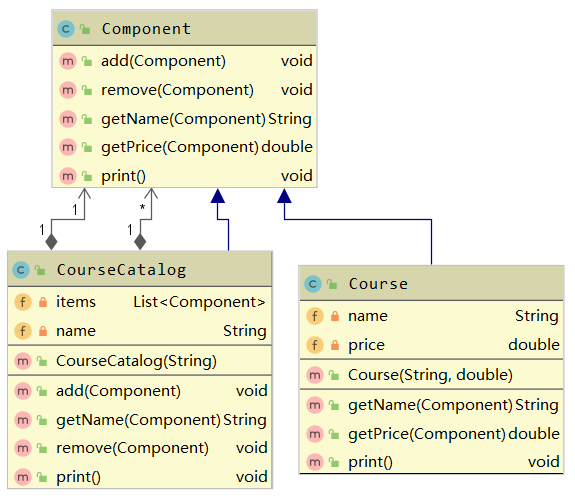 C Component
m add(Component) void
m remove(Component) void
m getName(Component) String
m getPrice(Component) double
m print() void
1 *
1 1
C CourseCatalog
f items List<Component>
f name String
m CourseCatalog(String)
m add(Component) void
m getName(Component) String
m remove(Component) void
m print() void
C Course
f name String
f price double
m Course(String, double)
m getName(Component) String
m getPrice(Component) double
m print() void